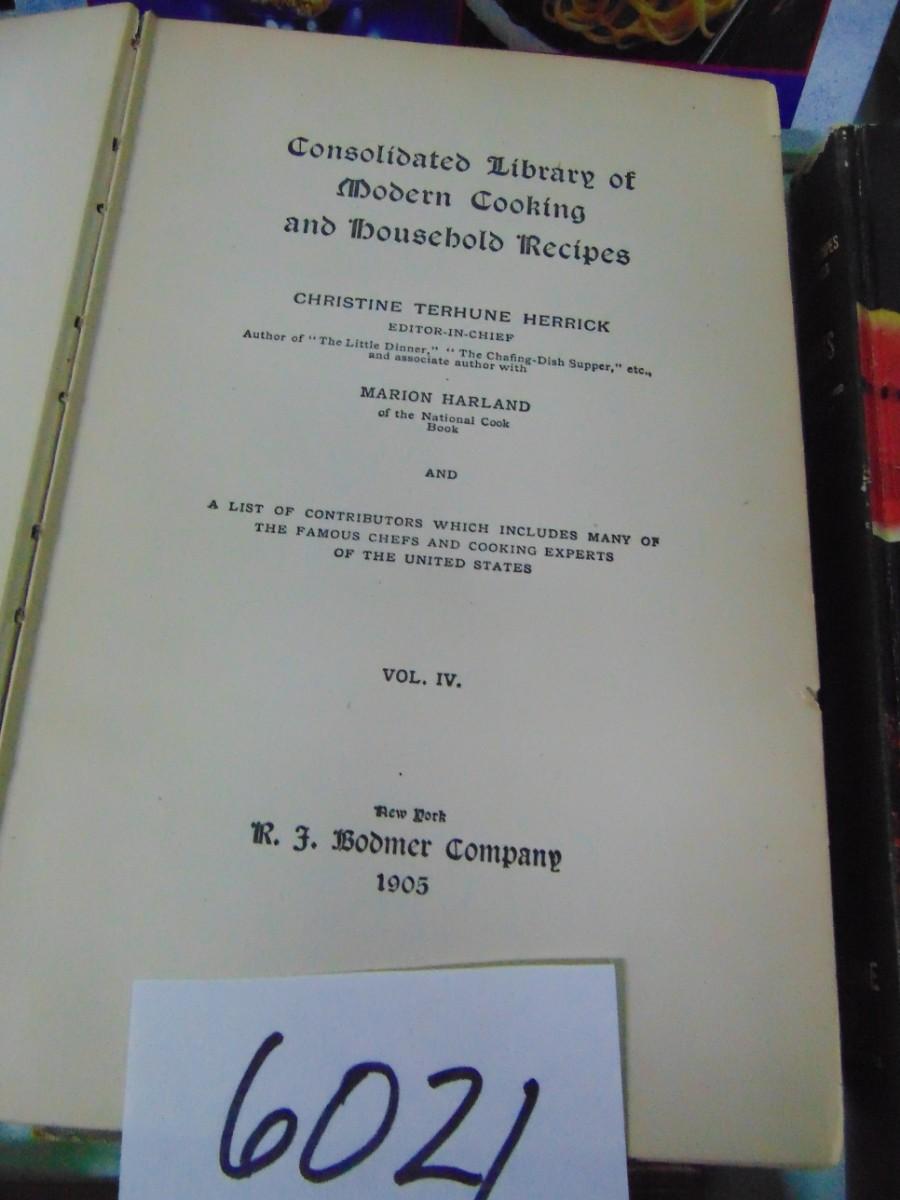 Consolidated Library of
Modern Cooking
and Household Recipes
CHRISTINE TERHUNE HERRICK
EDITOR-IN-CHIEF
Author of "The Little Dinner," "The Chafing-Dish Supper," etc.,
and associate author with
MARION HARLAND
of the National Cook
Book
AND
A LIST OF CONTRIBUTORS WHICH INCLUDES MANY OF
THE FAMOUS CHEFS AND COOKING EXPERTS
OF THE UNITED STATES
VOL. IV.
New York
R. J. Bodmer Company
1905
6021